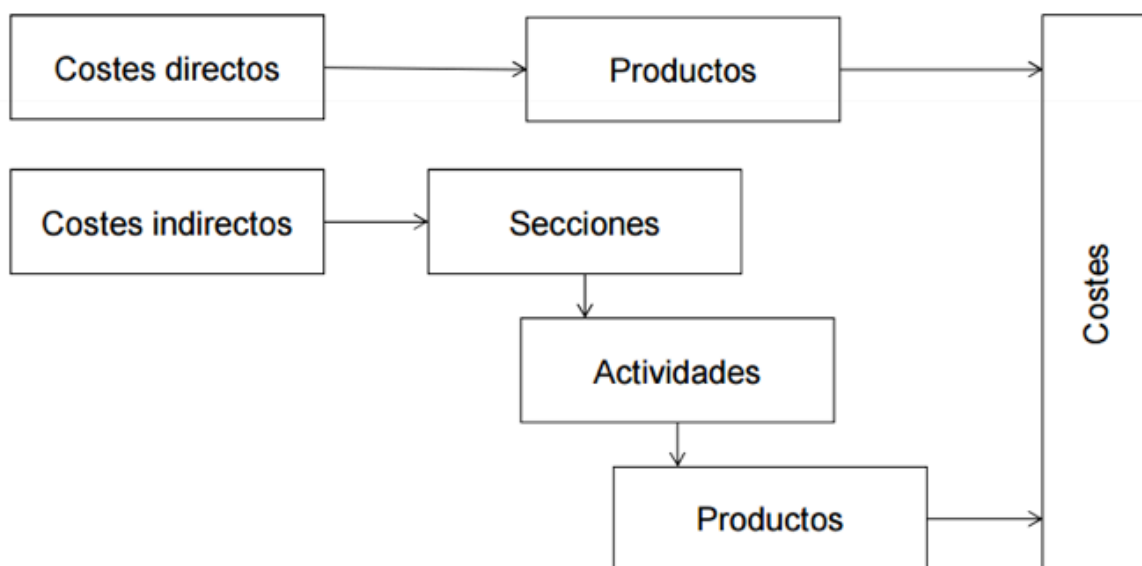 Costes directos
Productos
Costes indirectos
Secciones
Actividades
Productos
Costes